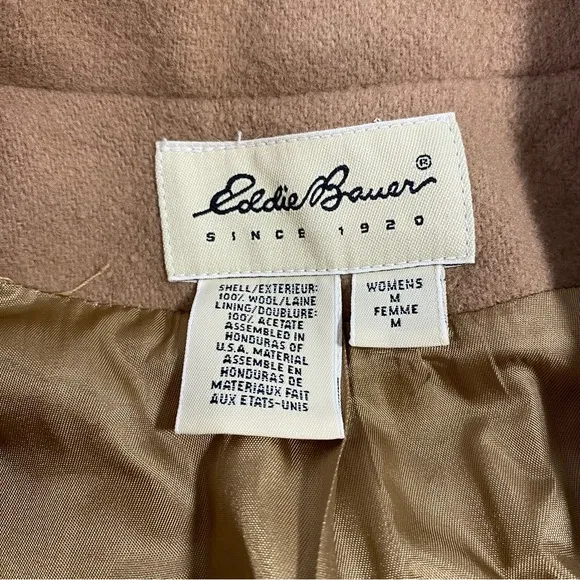 Eddie Bauer®
SINCE 1920
SHELL/EXTERIEUR:
100% WOOL/LAINE
LINING/DOUBLURE:
100% ACETATE
ASSEMBLED IN
HONDURAS OF
U.S.A. MATERIAL
ASSEMBLE EN
HONDURAS DE
MATERIAUX FAIT
AUX ETATS-UNIS
WOMENS
M
FEMME
M